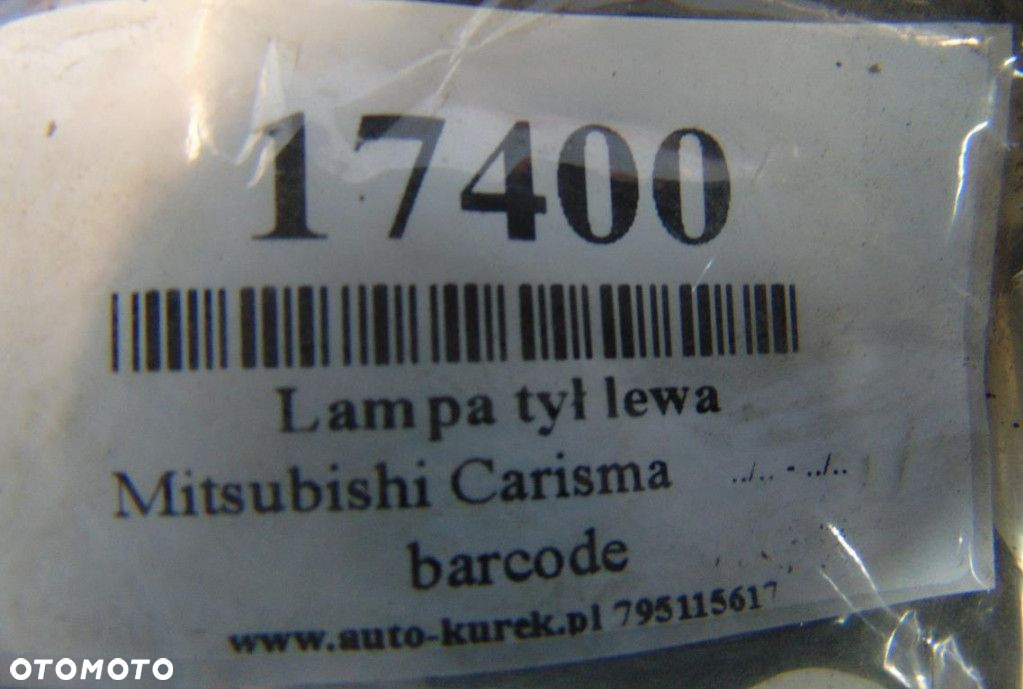 17400
Lampa tył lewa
Mitsubishi Carisma ../.. - ../..
barcode
www.auto-kurek.pl 795115617
OTOMOTO